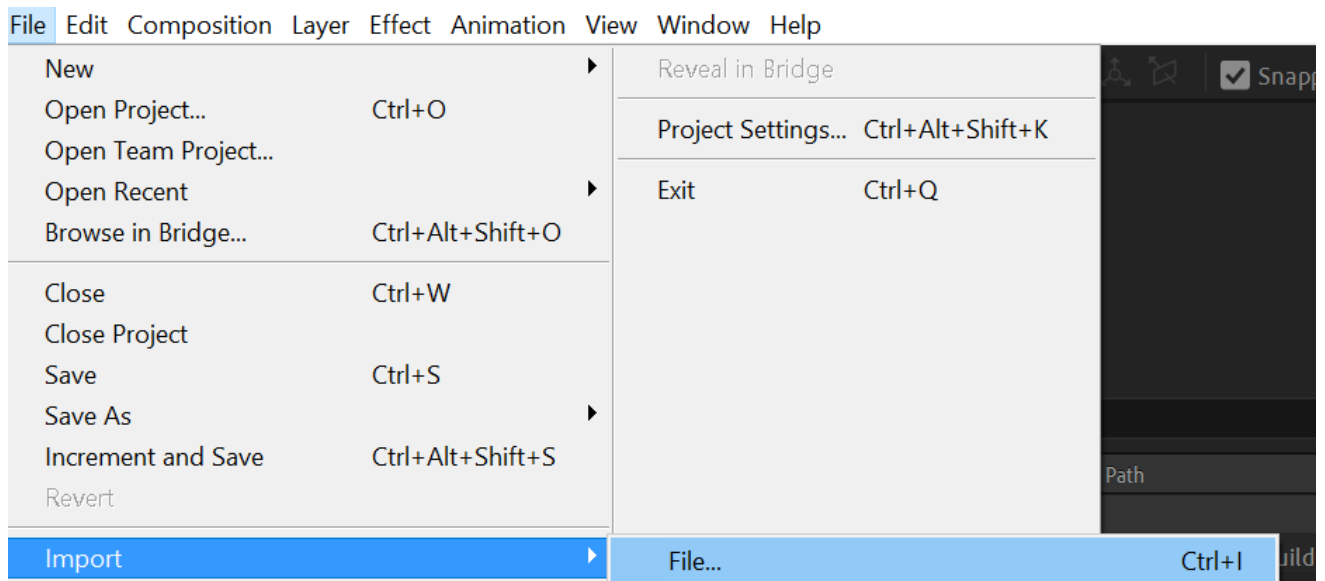 File Edit Composition Layer Effect Animation View Window Help
New
Open Project... Ctrl+O
Open Team Project...
Open Recent
Browse in Bridge... Ctrl+Alt+Shift+O
Close Ctrl+W
Close Project
Save Ctrl+S
Save As
Increment and Save Ctrl+Alt+Shift+S
Revert
Import
Reveal in Bridge
Project Settings... Ctrl+Alt+Shift+K
Exit Ctrl+Q
File... Ctrl+I
Snapp
Path
uild